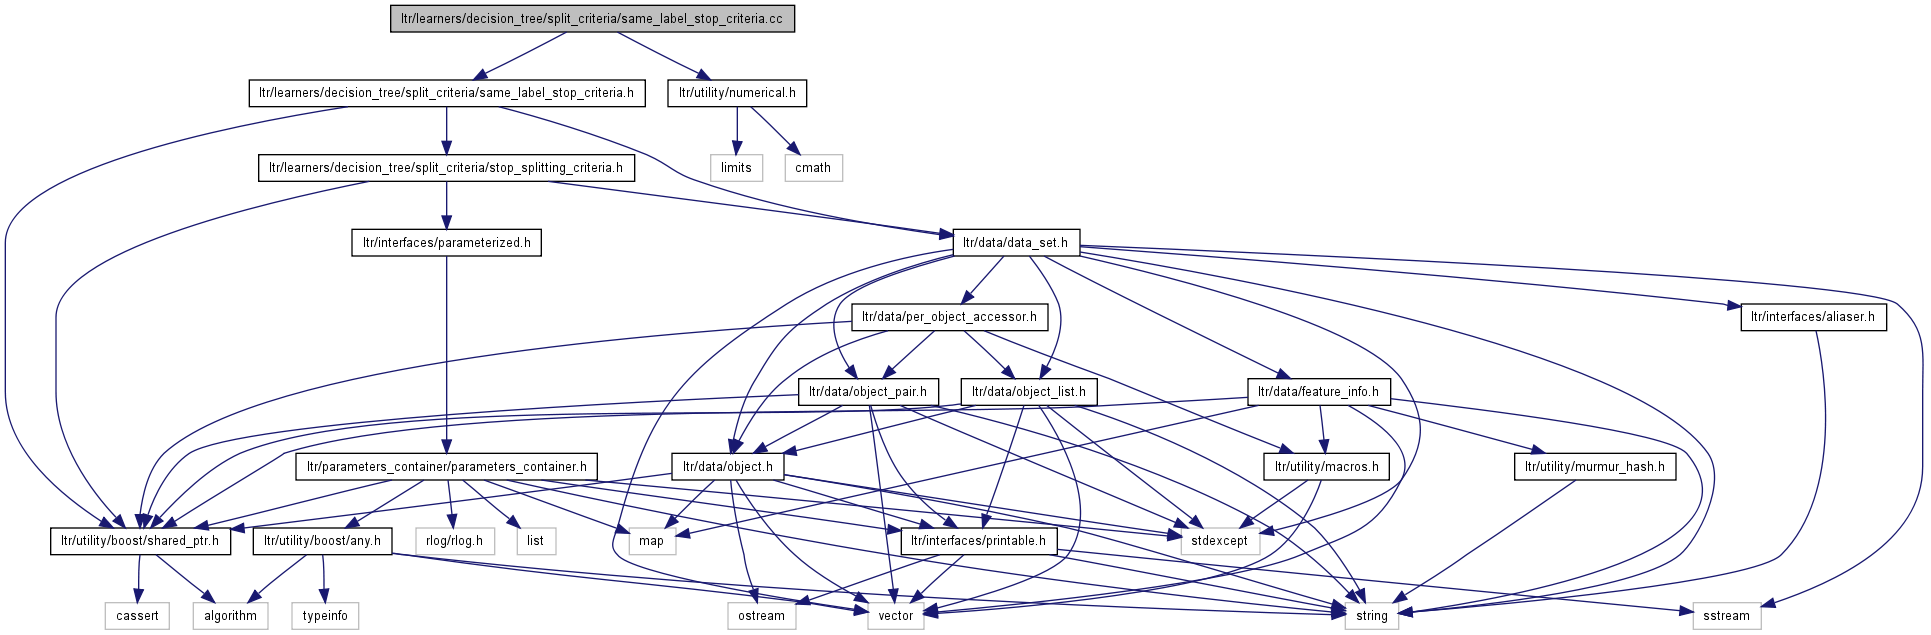 ltr/learners/decision_tree/split_criteria/same_label_stop_criteria.cc
ltr/learners/decision_tree/split_criteria/same_label_stop_criteria.h
ltr/utility/numerical.h
ltr/learners/decision_tree/split_criteria/stop_splitting_criteria.h
limits
cmath
ltr/interfaces/parameterized.h
ltr/data/data_set.h
ltr/data/per_object_accessor.h
ltr/interfaces/aliaser.h
ltr/data/object_pair.h
ltr/data/object_list.h
ltr/data/feature_info.h
ltr/parameters_container/parameters_container.h
ltr/data/object.h
ltr/utility/macros.h
ltr/utility/murmur_hash.h
ltr/utility/boost/shared_ptr.h
ltr/utility/boost/any.h
rlog/rlog.h
list
map
ltr/interfaces/printable.h
stdexcept
cassert
algorithm
typeinfo
ostream
vector
string
sstream